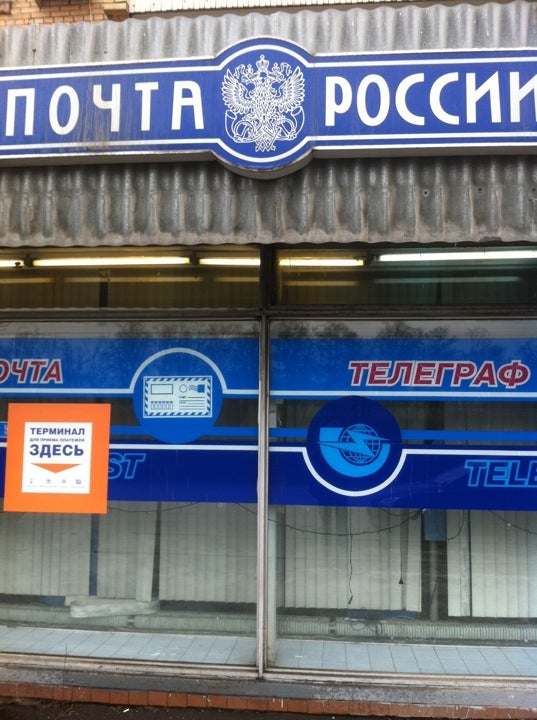 ПОЧТА РОССИИ
ОЧТА
ТЕЛЕГРАФ
ТЕРМИНАЛ
ДЛЯ ПРИЕМА ПЛАТЕЖЕЙ
ЗДЕСЬ
ST
TELE